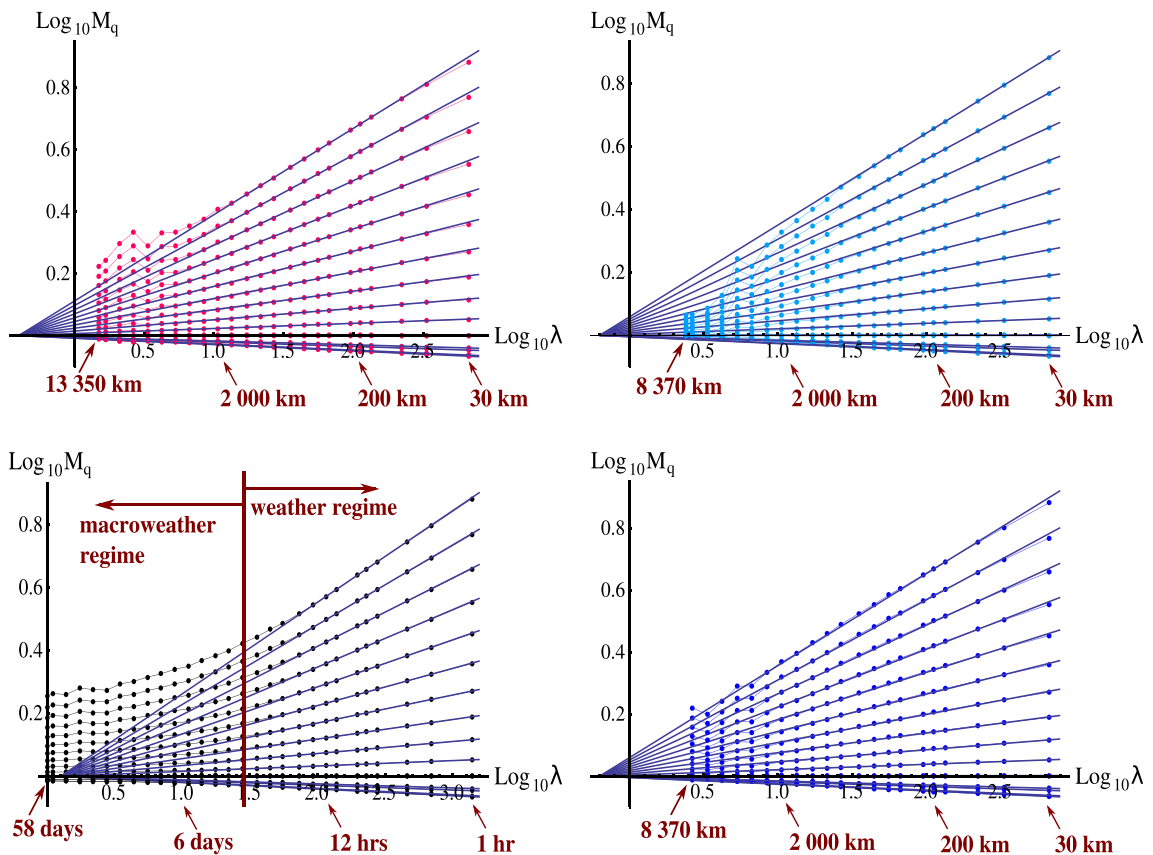 Log10Mq
0.8
0.6
0.4
0.2
0.5 1.0 1.5 2.0 2.5
Log10λ
13 350 km
2 000 km
200 km
30 km
Log10Mq
0.8
0.6
0.4
0.2
0.5 1.0 1.5 2.0 2.5
Log10λ
8 370 km
2 000 km
200 km
30 km
Log10Mq
macroweather
regime
weather regime
0.8
0.6
0.4
0.2
0.5 1.0 1.5 2.0 2.5 3.0
Log10λ
58 days
6 days
12 hrs
1 hr
Log10Mq
0.8
0.6
0.4
0.2
0.5 1.0 1.5 2.0 2.5
Log10λ
8 370 km
2 000 km
200 km
30 km